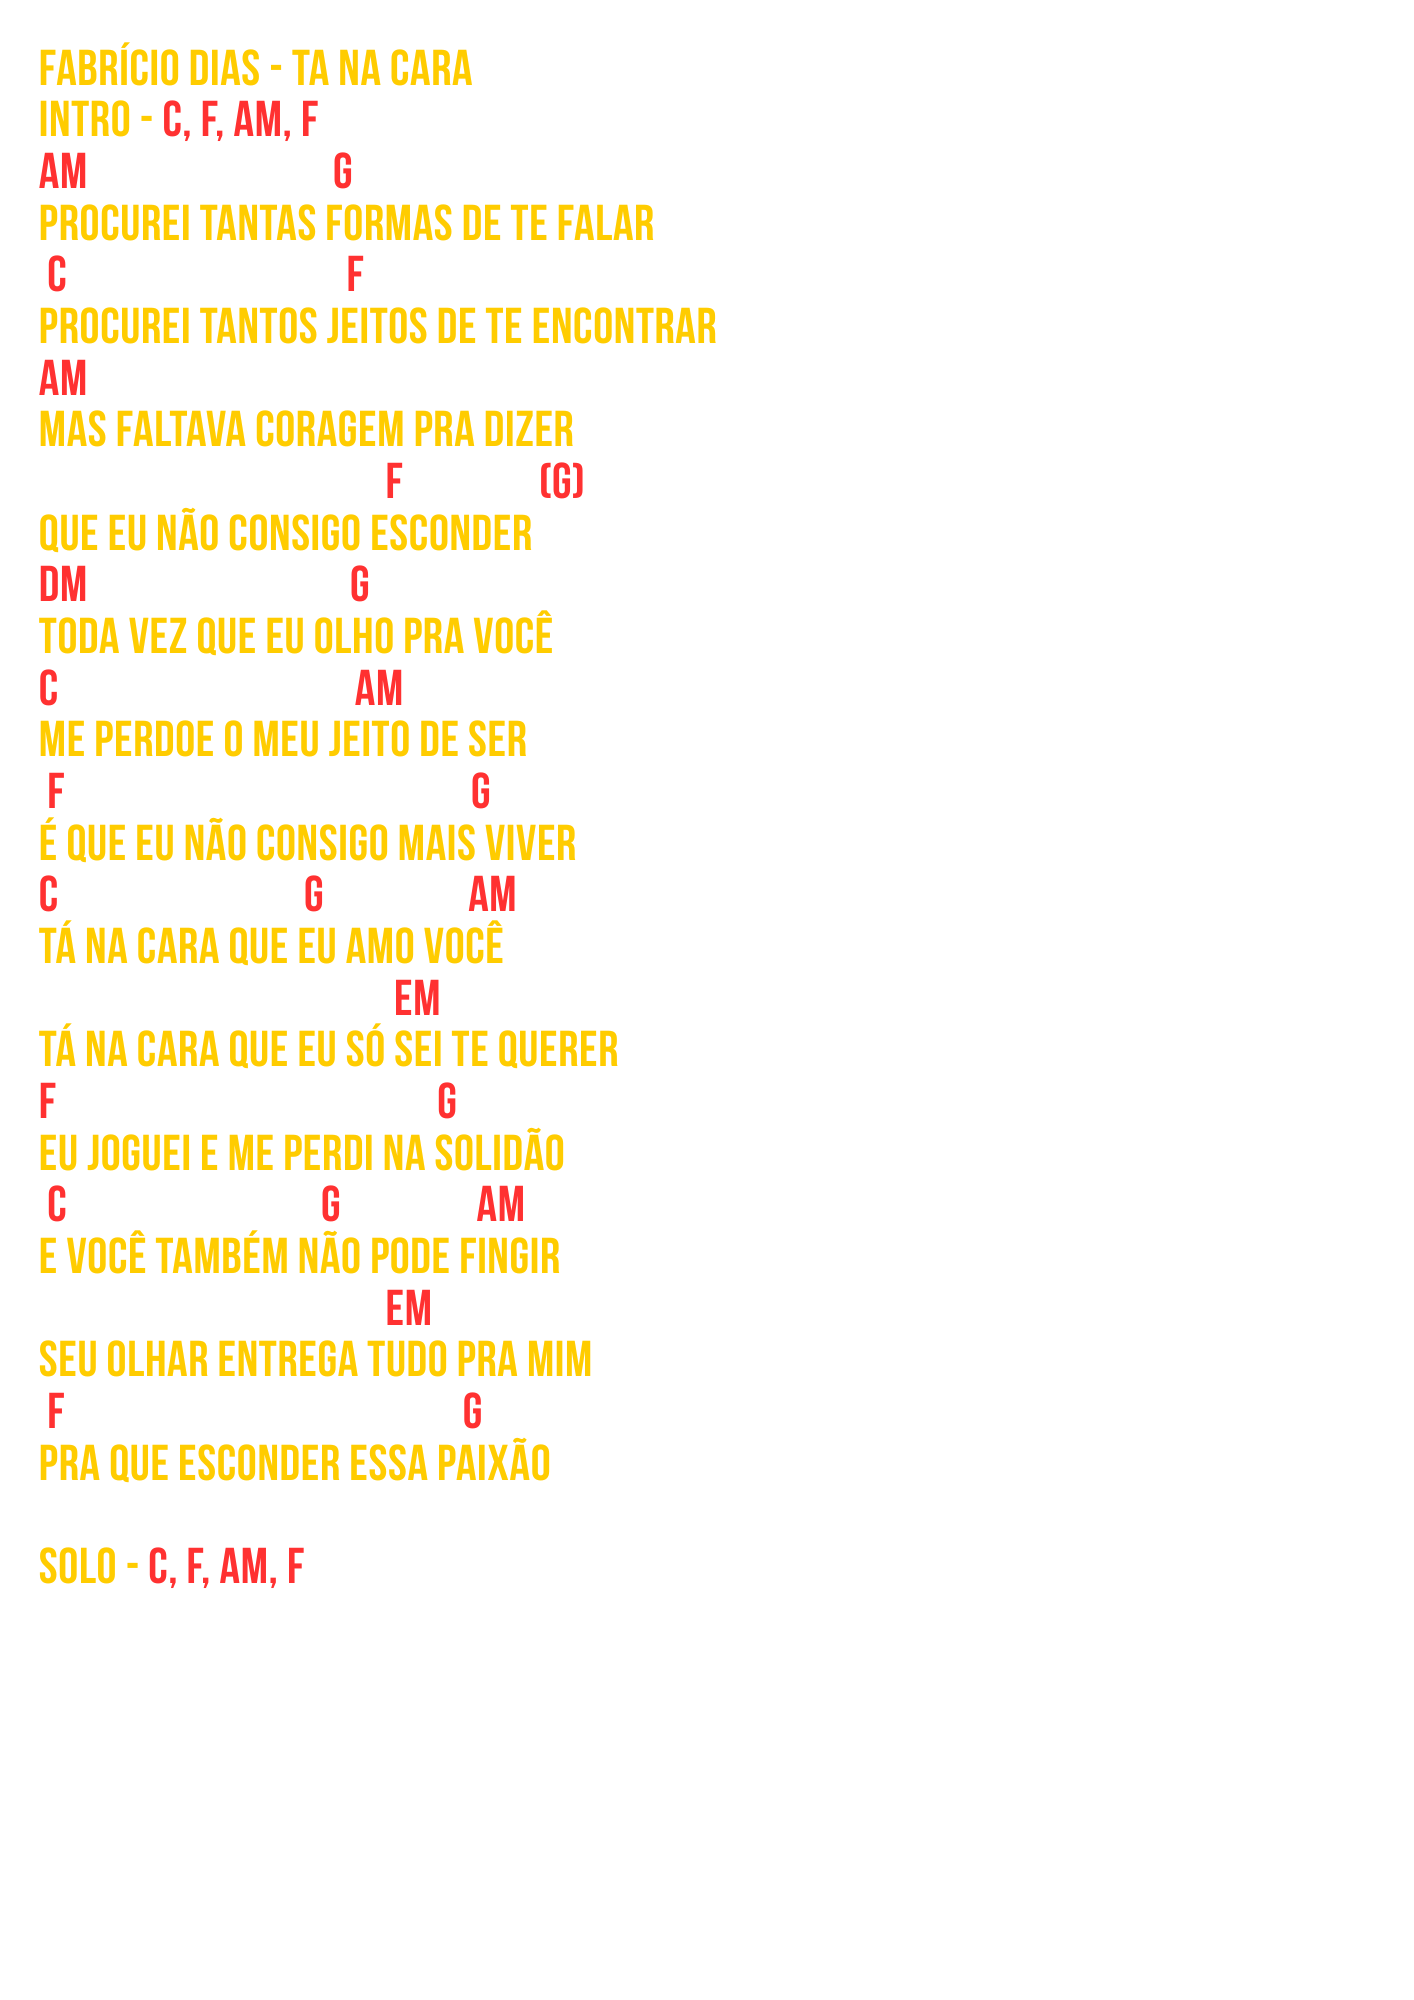 FABRÍCIO DIAS - TA NA CARA
INTRO - C, F, AM, F
AM G
PROCUREI TANTAS FORMAS DE TE FALAR
C F
PROCUREI TANTOS JEITOS DE TE ENCONTRAR
AM
MAS FALTAVA CORAGEM PRA DIZER
F (G)
QUE EU NÃO CONSIGO ESCONDER
DM G
TODA VEZ QUE EU OLHO PRA VOCÊ
C AM
ME PERDOE O MEU JEITO DE SER
F G
É QUE EU NÃO CONSIGO MAIS VIVER
C G AM
TÁ NA CARA QUE EU AMO VOCÊ
EM
TÁ NA CARA QUE EU SÓ SEI TE QUERER
F G
EU JOGUEI E ME PERDI NA SOLIDÃO
C G AM
E VOCÊ TAMBÉM NÃO PODE FINGIR
EM
SEU OLHAR ENTREGA TUDO PRA MIM
F G
PRA QUE ESCONDER ESSA PAIXÃO
SOLO - C, F, AM, F